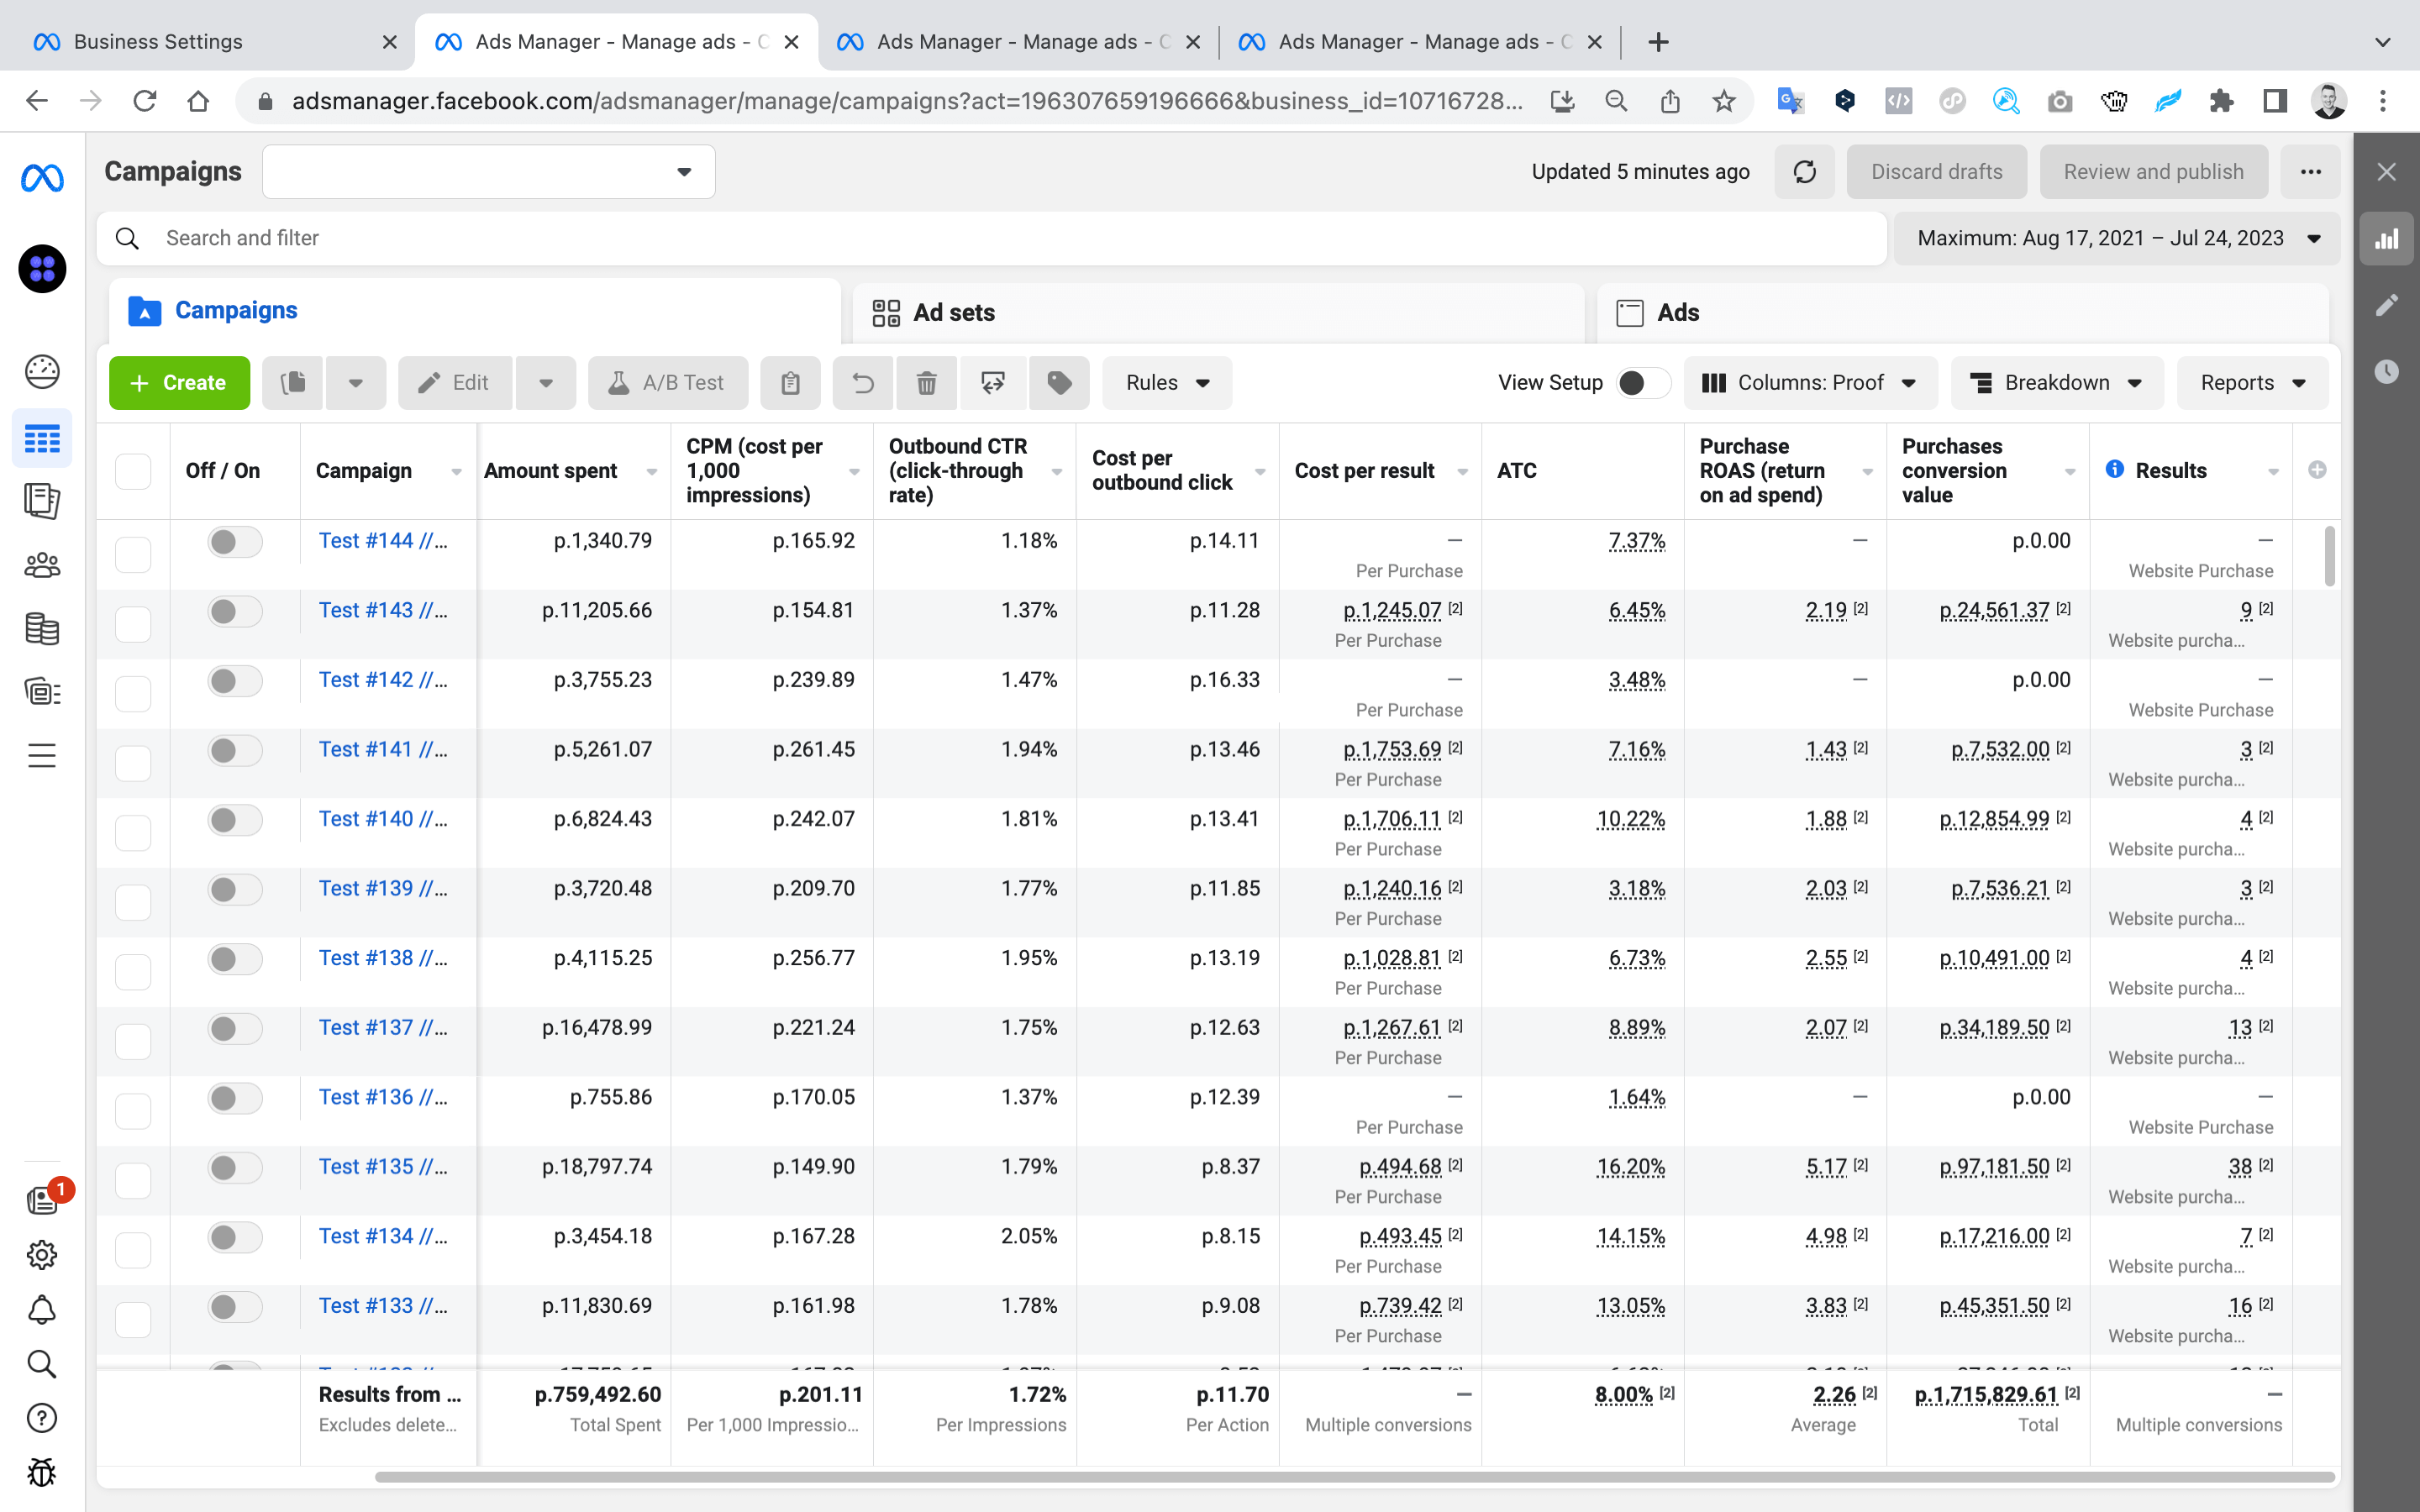 Business Settings
Ads Manager - Manage ads - C
Ads Manager - Manage ads - C
Ads Manager - Manage ads - C
adsmanager.facebook.com/adsmanager/manage/campaigns?act=196307659196666&business_id=10716728...
Campaigns
Updated 5 minutes ago
Discard drafts
Review and publish
Search and filter
Maximum: Aug 17, 2021 – Jul 24, 2023
Campaigns
Ad sets
Ads
+ Create
Edit
A/B Test
Rules
View Setup
Columns: Proof
Breakdown
Reports
Off / On
Campaign
Amount spent
CPM (cost per
1,000
impressions)
Outbound CTR
(click-through
rate)
Cost per
outbound click
Cost per result
ATC
Purchase
ROAS (return
on ad spend)
Purchases
conversion
value
Results
Test #144 //... p.1,340.79 p.165.92 1.18% p.14.11 — 7.37% — p.0.00 —
Per Purchase Website Purchase
Test #143 //... p.11,205.66 p.154.81 1.37% p.11.28 p.1,245.07 [2] 6.45% 2.19 [2] p.24,561.37 [2] 9 [2]
Per Purchase Website purcha...
Test #142 //... p.3,755.23 p.239.89 1.47% p.16.33 — 3.48% — p.0.00 —
Per Purchase Website Purchase
Test #141 //... p.5,261.07 p.261.45 1.94% p.13.46 p.1,753.69 [2] 7.16% 1.43 [2] p.7,532.00 [2] 3 [2]
Per Purchase Website purcha...
Test #140 //... p.6,824.43 p.242.07 1.81% p.13.41 p.1,706.11 [2] 10.22% 1.88 [2] p.12,854.99 [2] 4 [2]
Per Purchase Website purcha...
Test #139 //... p.3,720.48 p.209.70 1.77% p.11.85 p.1,240.16 [2] 3.18% 2.03 [2] p.7,536.21 [2] 3 [2]
Per Purchase Website purcha...
Test #138 //... p.4,115.25 p.256.77 1.95% p.13.19 p.1,028.81 [2] 6.73% 2.55 [2] p.10,491.00 [2] 4 [2]
Per Purchase Website purcha...
Test #137 //... p.16,478.99 p.221.24 1.75% p.12.63 p.1,267.61 [2] 8.89% 2.07 [2] p.34,189.50 [2] 13 [2]
Per Purchase Website purcha...
Test #136 //... p.755.86 p.170.05 1.37% p.12.39 — 1.64% — p.0.00 —
Per Purchase Website Purchase
Test #135 //... p.18,797.74 p.149.90 1.79% p.8.37 p.494.68 [2] 16.20% 5.17 [2] p.97,181.50 [2] 38 [2]
Per Purchase Website purcha...
Test #134 //... p.3,454.18 p.167.28 2.05% p.8.15 p.493.45 [2] 14.15% 4.98 [2] p.17,216.00 [2] 7 [2]
Per Purchase Website purcha...
Test #133 //... p.11,830.69 p.161.98 1.78% p.9.08 p.739.42 [2] 13.05% 3.83 [2] p.45,351.50 [2] 16 [2]
Per Purchase Website purcha...
Results from ... p.759,492.60 p.201.11 1.72% p.11.70 — 8.00% [2] 2.26 [2] p.1,715,829.61 [2] —
Excludes delete... Total Spent Per 1,000 Impressio... Per Impressions Per Action Multiple conversions Average Total Multiple conversions
1